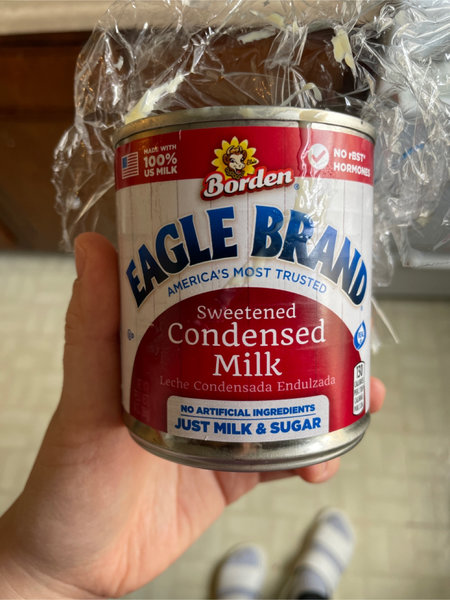 MADE WITH
100%
US MILK
Borden
NO rBST*
HORMONES
EAGLE BRAND
AMERICA'S MOST TRUSTED
Sweetened
Condensed
Milk
Leche Condensada Endulzada
NO ARTIFICIAL INGREDIENTS
JUST MILK & SUGAR
130